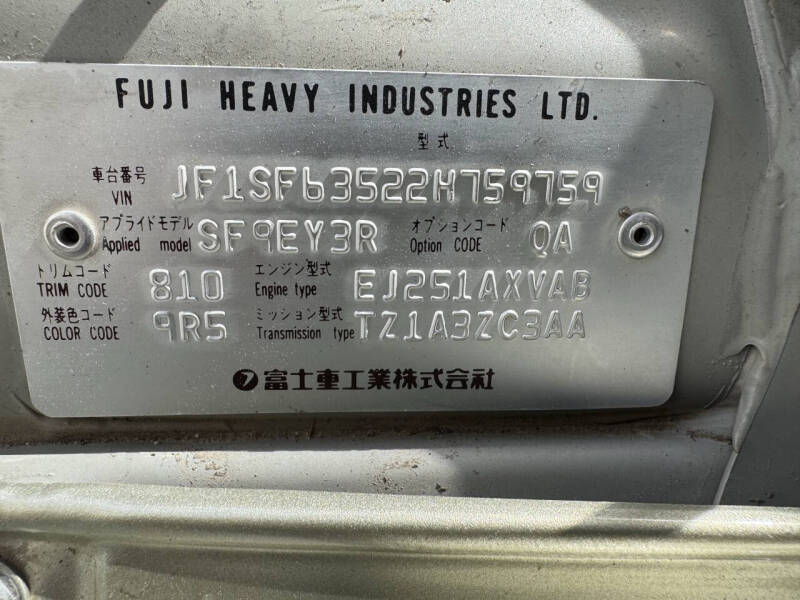 FUJI HEAVY INDUSTRIES LTD.
型式
車台番号 VIN JF1SF63522H759759
アプライドモデル Applied model SF9EY3R オプションコード Option CODE QA
トリムコード TRIM CODE 810 エンジン型式 Engine type EJ251AXVAB
外装色コード COLOR CODE 9R5 ミッション型式 Transmission type TZ1A3ZC3AA
富士重工業株式会社